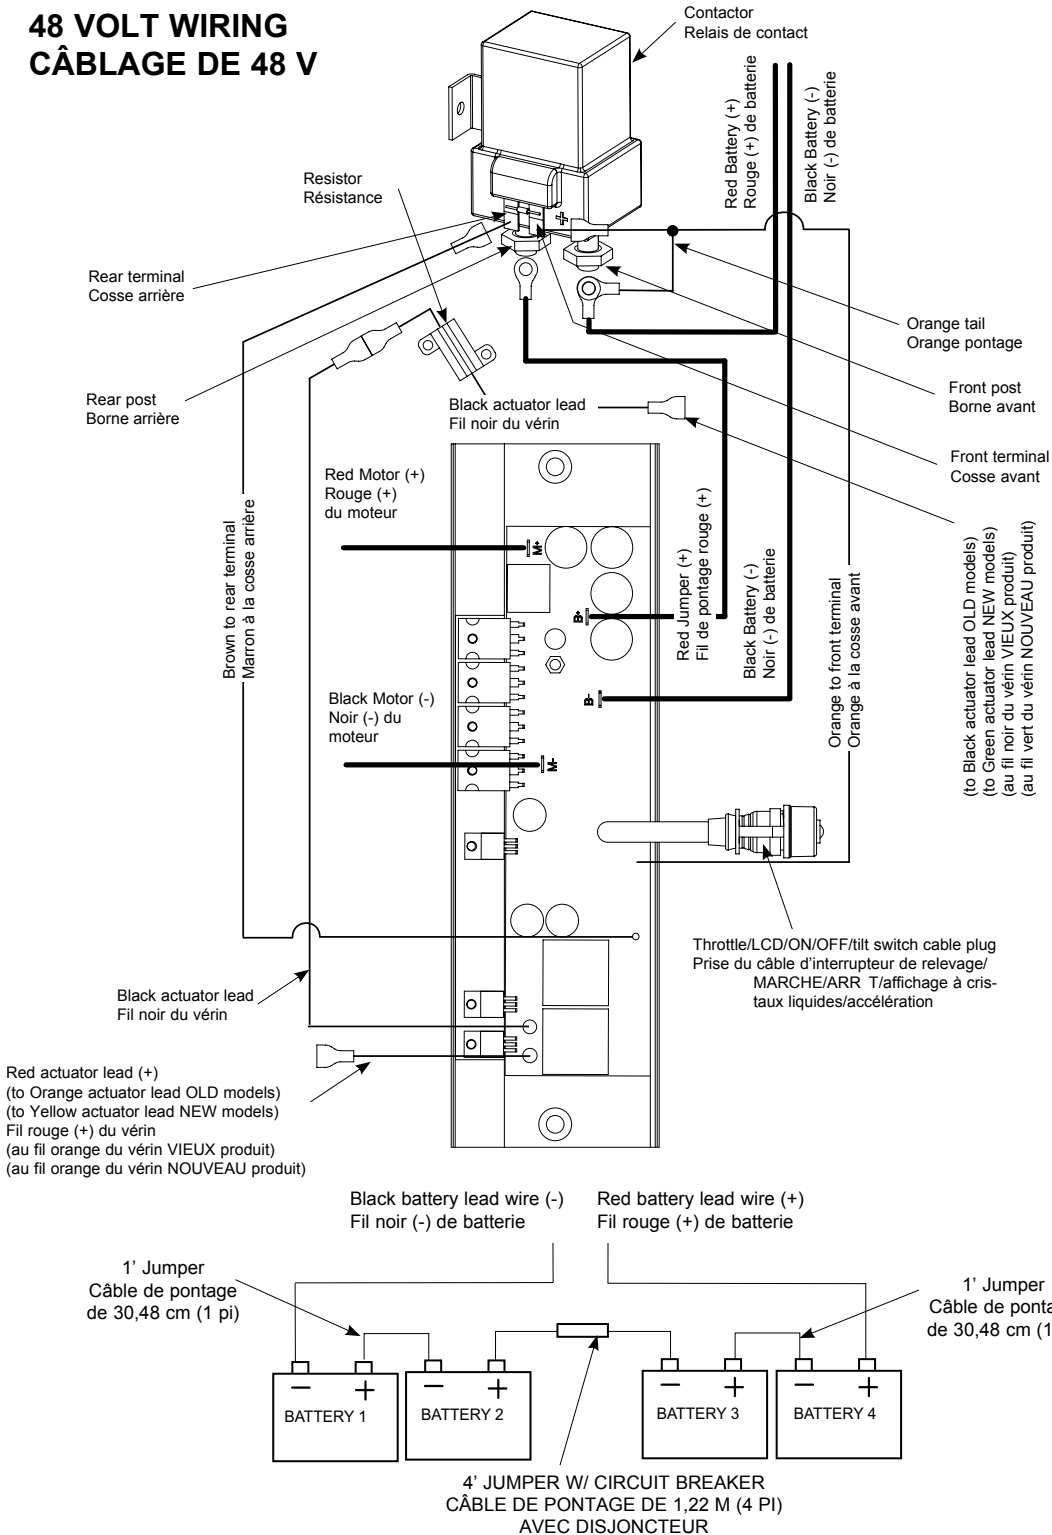 48 VOLT WIRING
CÂBLAGE DE 48 V
Contactor
Relais de contact
Red Battery (+)
Rouge (+) de batterie
Black Battery (-)
Noir (-) de batterie
Resistor
Résistance
+
Rear terminal
Cosse arrière
Orange tail
Orange pontage
Rear post
Borne arrière
Black actuator lead
Fil noir du vérin
Front post
Borne avant
Front terminal
Cosse avant
Red Motor (+)
Rouge (+)
du moteur
Brown to rear terminal
Marron à la cosse arrière
M+
B+
Red Jumper (+)
Fil de pontage rouge (+)
Black Battery (-)
Noir (-) de batterie
Orange to front terminal
Orange à la cosse avant
(to Black actuator lead OLD models)
(to Green actuator lead NEW models)
(au fil noir du vérin VIEUX produit)
(au fil vert du vérin NOUVEAU produit)
Black Motor (-)
Noir (-) du
moteur
B-
M-
Throttle/LCD/ON/OFF/tilt switch cable plug
Prise du câble d'interrupteur de relevage/
MARCHE/ARR T/affichage à cris-
taux liquides/accélération
Black actuator lead
Fil noir du vérin
Red actuator lead (+)
(to Orange actuator lead OLD models)
(to Yellow actuator lead NEW models)
Fil rouge (+) du vérin
(au fil orange du vérin VIEUX produit)
(au fil orange du vérin NOUVEAU produit)
Black battery lead wire (-)
Fil noir (-) de batterie
Red battery lead wire (+)
Fil rouge (+) de batterie
1' Jumper
Câble de pontage
de 30,48 cm (1 pi)
1' Jumper
Câble de ponta
de 30,48 cm (1
− + − + − + − +
BATTERY 1
BATTERY 2
BATTERY 3
BATTERY 4
4' JUMPER W/ CIRCUIT BREAKER
CÂBLE DE PONTAGE DE 1,22 M (4 PI)
AVEC DISJONCTEUR